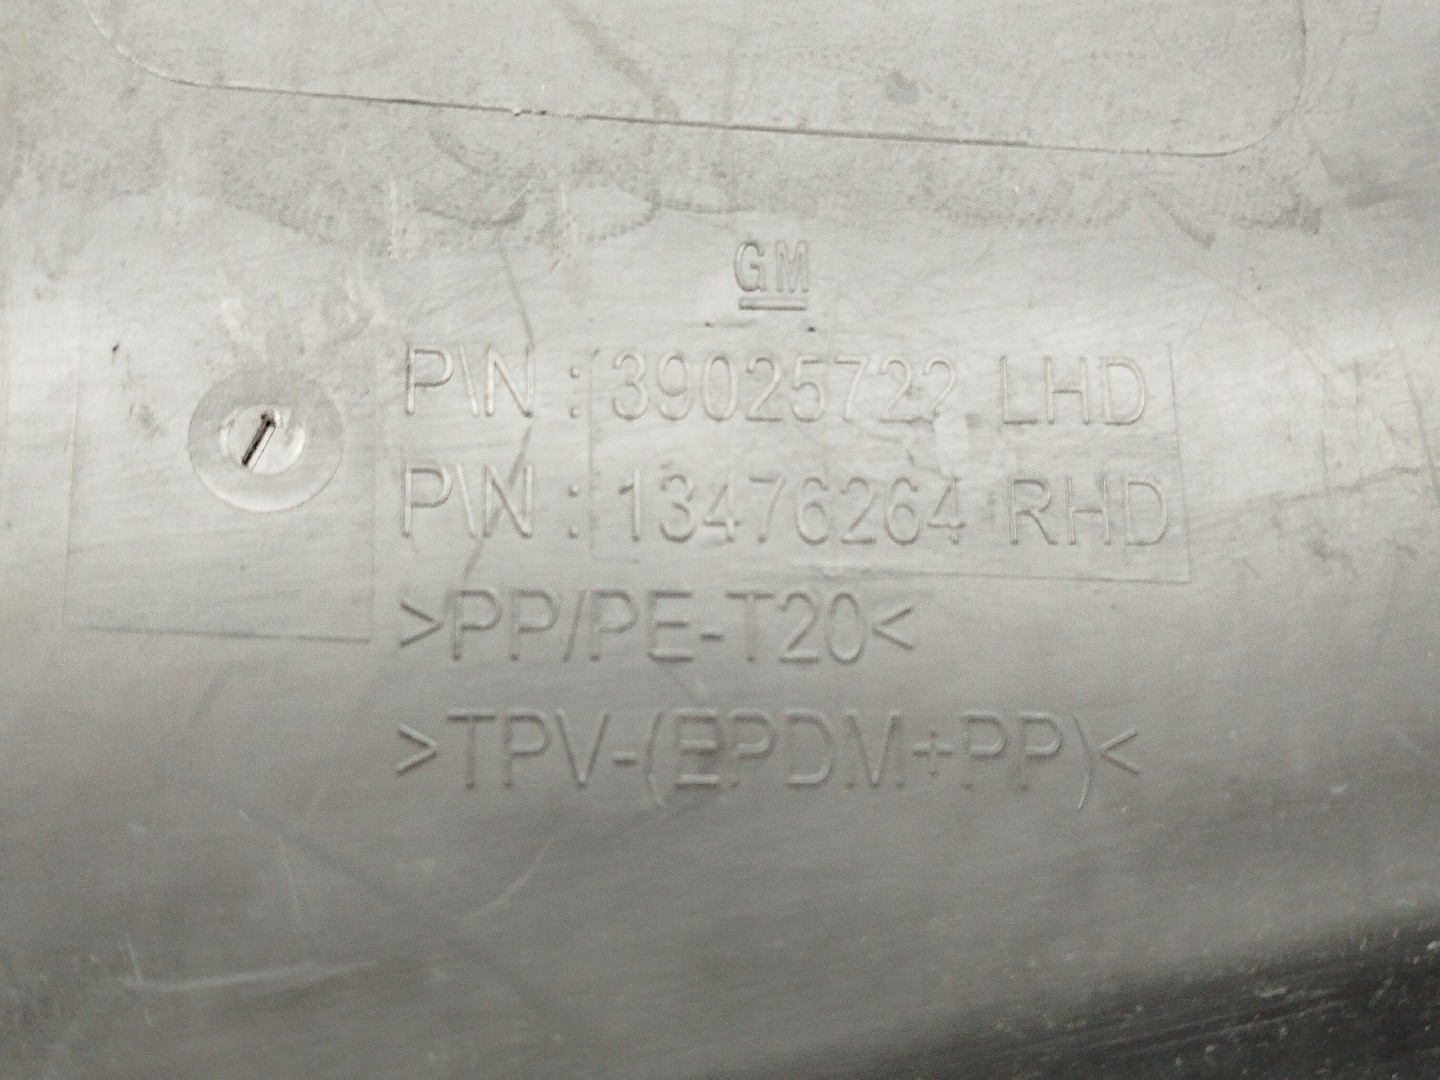 GM
P\N : 39025722 LHD
P\N : 13476264 RHD
>PP/PE-T20<
>TPV-(EPDM+PP)<